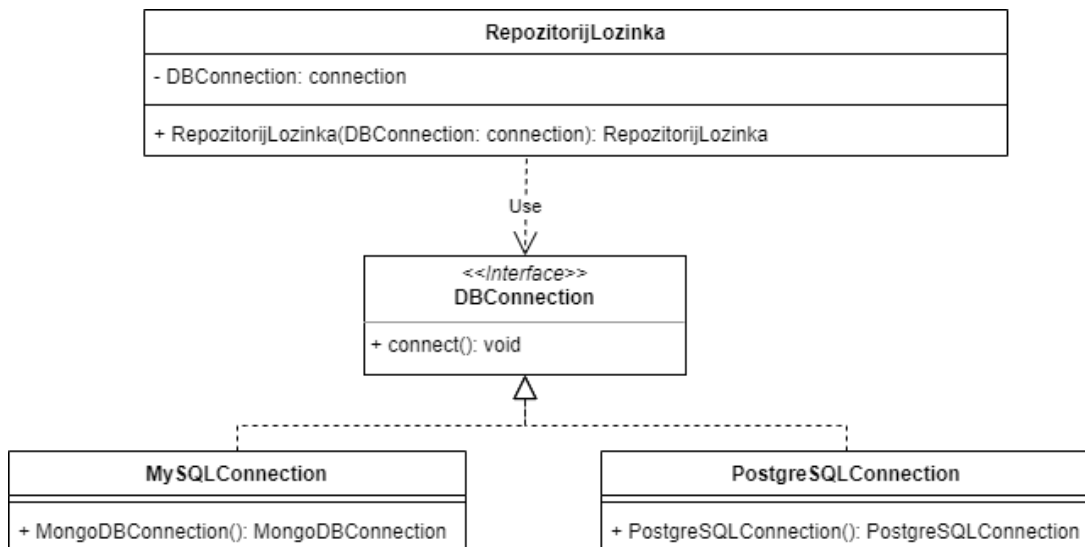 RepozitorijLozinka
- DBConnection: connection
+ RepozitorijLozinka(DBConnection: connection): RepozitorijLozinka
Use
<<Interface>>
DBConnection
+ connect(): void
MySQLConnection
+ MongoDBConnection(): MongoDBConnection
PostgreSQLConnection
+ PostgreSQLConnection(): PostgreSQLConnection